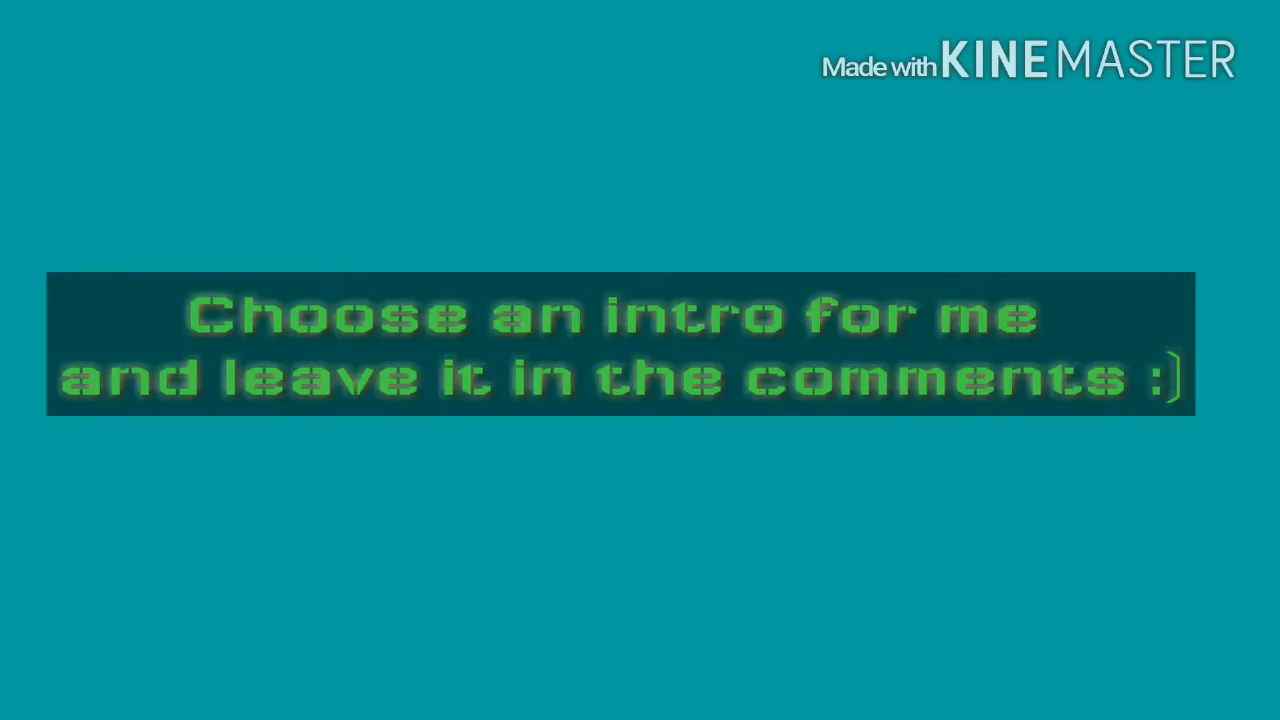 Made with KINEMASTER
Choose an intro for me
and leave it in the comments :)